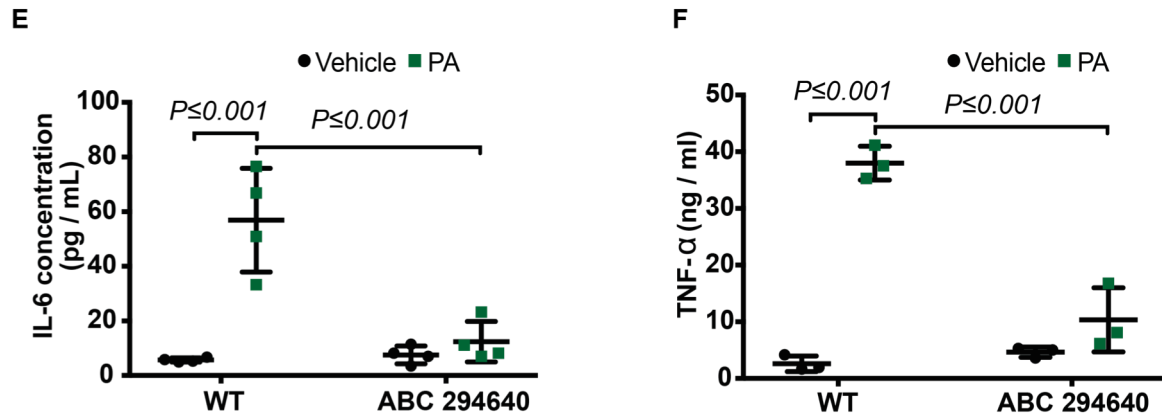 E
● Vehicle ■ PA
IL-6 concentration
(pg / mL)
100
80
60
40
20
0
P≤0.001
P≤0.001
WT
ABC 294640
F
● Vehicle ■ PA
TNF-α (ng / ml)
50
40
30
20
10
0
P≤0.001
P≤0.001
WT
ABC 294640